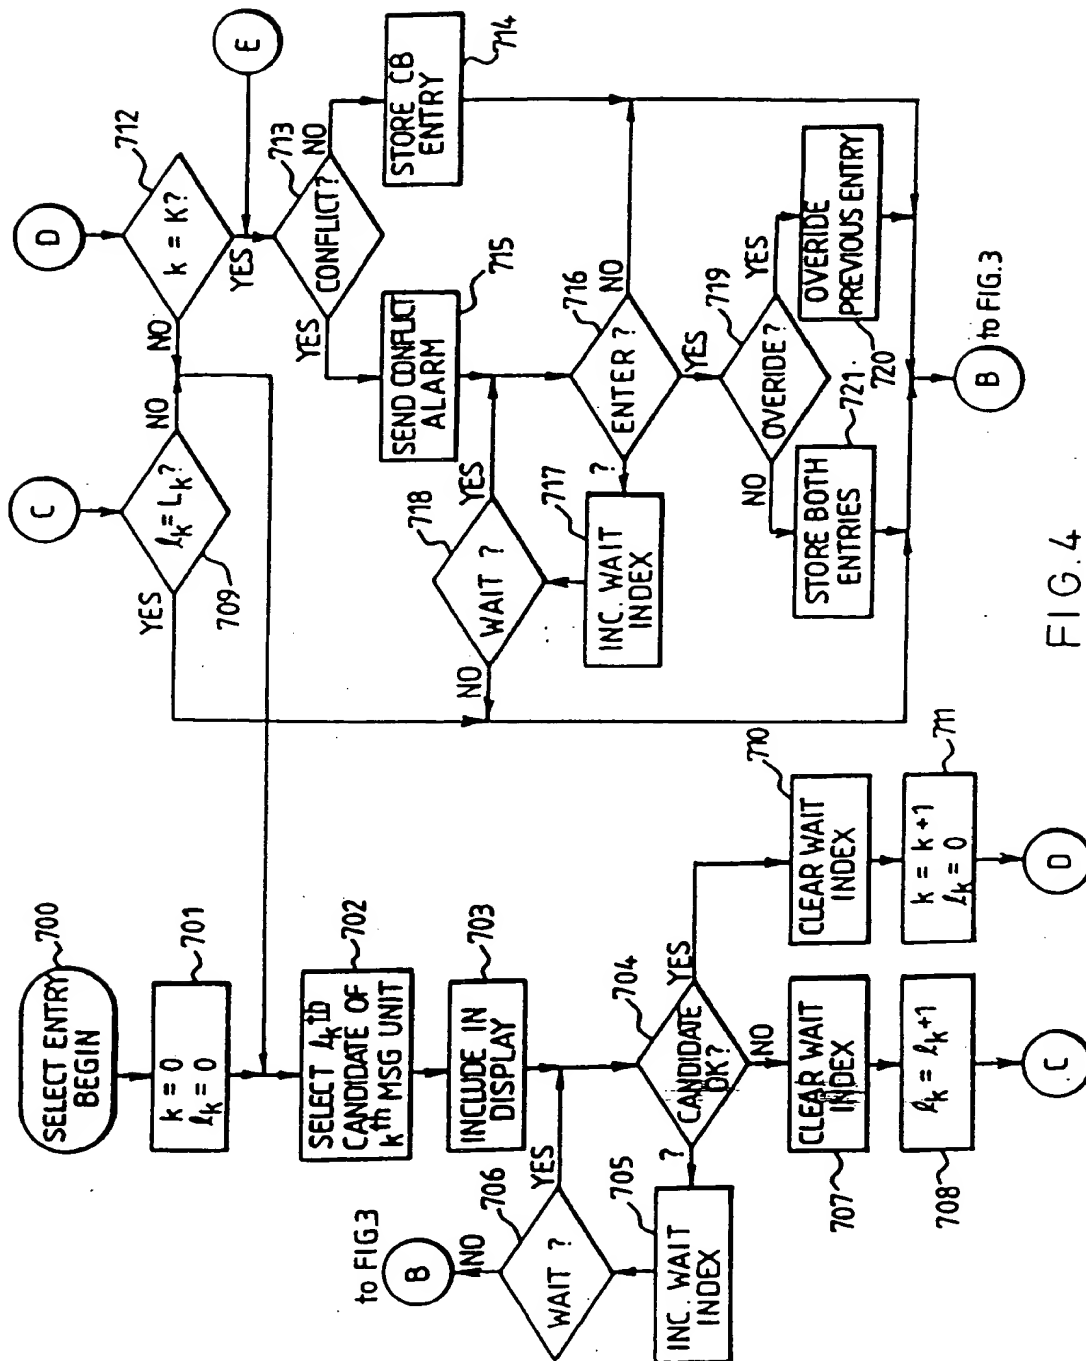 SELECT ENTRY
BEGIN
700
k = 0
ℓk = 0
701
SELECT ℓk th
CANDIDATE OF
kth MSG UNIT
702
INCLUDE IN
DISPLAY
703
CANDIDATE
OK?
704
YES
NO
?
INC. WAIT
INDEX
705
WAIT ?
706
YES
NO
B
to FIG.3
CLEAR WAIT
INDEX
707
ℓk = ℓk+1
708
C
CLEAR WAIT
INDEX
710
k = k+1
ℓk = 0
711
D
C
ℓk = Lk?
709
YES
NO
D
k = K?
712
NO
YES
E
CONFLICT?
713
NO
YES
STORE CB
ENTRY
714
SEND CONFLICT
ALARM
715
ENTER ?
716
NO
YES
?
INC. WAIT
INDEX
717
WAIT ?
718
YES
NO
OVERIDE?
719
YES
NO
OVERIDE
PREVIOUS ENTRY
720
STORE BOTH
ENTRIES
721
B
to FIG.3
FIG. 4